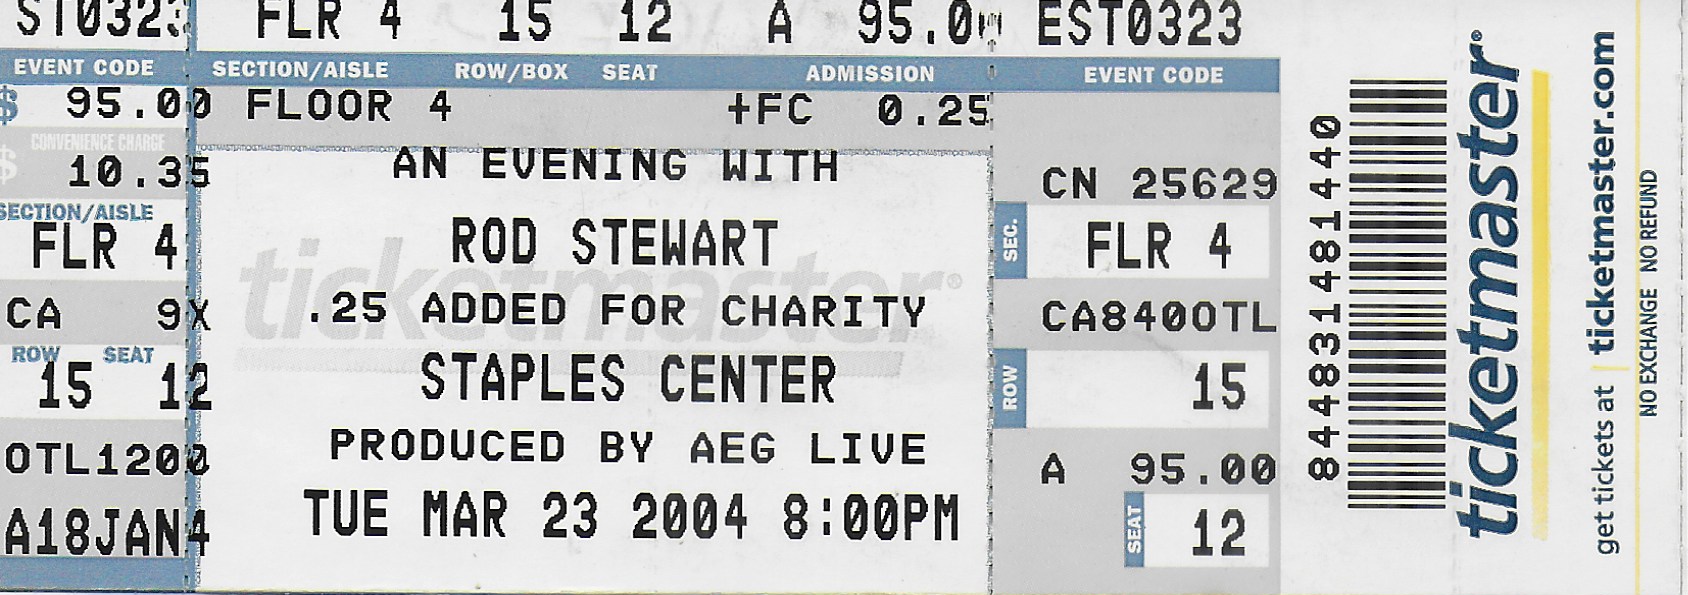 ST0323 FLR 4 15 12 A 95.00 EST0323
EVENT CODE SECTION/AISLE ROW/BOX SEAT ADMISSION EVENT CODE
$ 95.00 FLOOR 4 +FC 0.25
CONVENIENCE CHARGE
$ 10.35
AN EVENING WITH
CN 25629
SECTION/AISLE
FLR 4
ROD STEWART
SEC. FLR 4
ticketmaster®
CA 9X
.25 ADDED FOR CHARITY
CA8400TL
ROW SEAT
15 12
STAPLES CENTER
ROW 15
OTL1200
PRODUCED BY AEG LIVE
A 95.00
A18JAN4
TUE MAR 23 2004 8:00PM
SEAT 12
844831481440
ticketmaster®
get tickets at ticketmaster.com
NO EXCHANGE NO REFUND